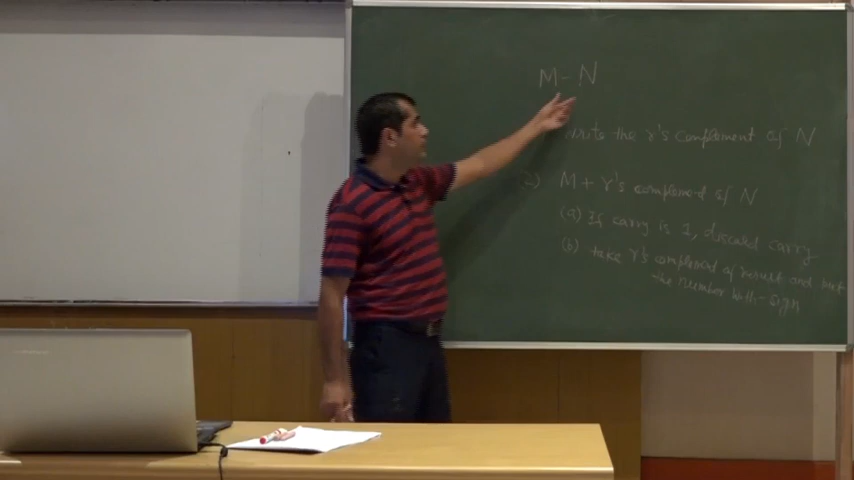 M - N
write the r's complement of N
(2) M + r's complement of N
(a) If carry is 1, discard carry
(b) take r's complement of result and put
the number with - sign